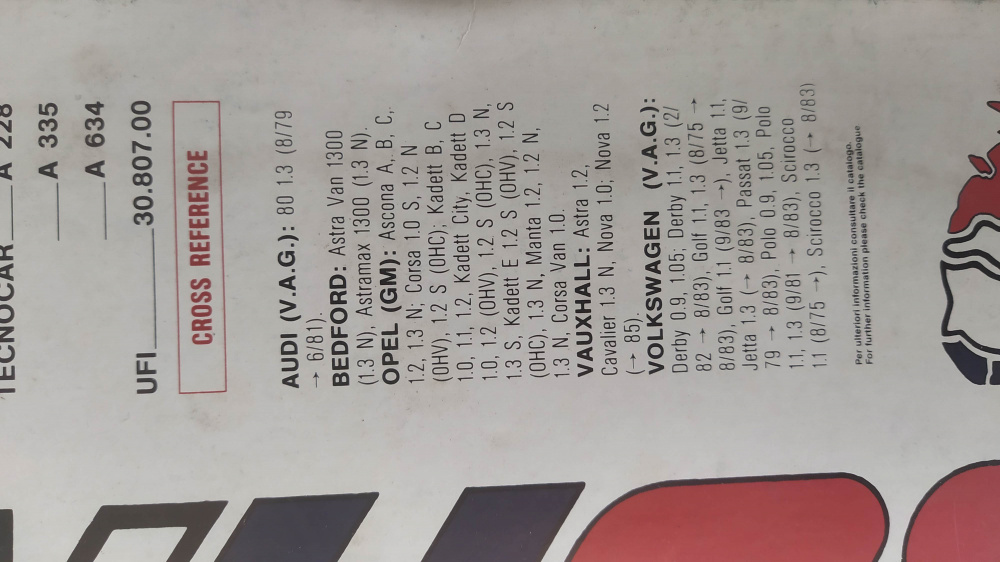 TECNOCAR____A 228
____A 335
____A 634
UFI____30.807.00
CROSS REFERENCE
AUDI (V.A.G.): 80 1.3 (8/79
→ 6/81).
BEDFORD: Astra Van 1300
(1.3 N), Astramax 1300 (1.3 N).
OPEL (GM): Ascona A, B, C,
1.2, 1.3 N; Corsa 1.0 S, 1.2 N
(OHV), 1.2 S (OHC); Kadett B, C
1.0, 1.1, 1.2, Kadett City, Kadett D
1.0, 1.2 (OHV), 1.2 S (OHC), 1.3 N,
1.3 S, Kadett E 1.2 S (OHV), 1.2 S
(OHC), 1.3 N, Manta 1.2, 1.2 N,
1.3 N, Corsa Van 1.0.
VAUXHALL: Astra 1.2,
Cavalier 1.3 N, Nova 1.0; Nova 1.2
(→ 85).
VOLKSWAGEN (V.A.G.):
Derby 0.9, 1.05; Derby 1.1, 1.3 (2/
82 → 8/83), Golf 1.1, 1.3 (8/75 →
8/83), Golf 1.1 (9/83 →), Jetta 1.1,
Jetta 1.3 (→ 8/83), Passat 1.3 (9/
79 → 8/83), Polo 0.9, 1.05, Polo
1.1, 1.3 (9/81 → 8/83), Scirocco
1.1 (8/75 →), Scirocco 1.3 (→ 8/83)
Per ulteriori informazioni consultare il catalogo.
For further information please check the catalogue